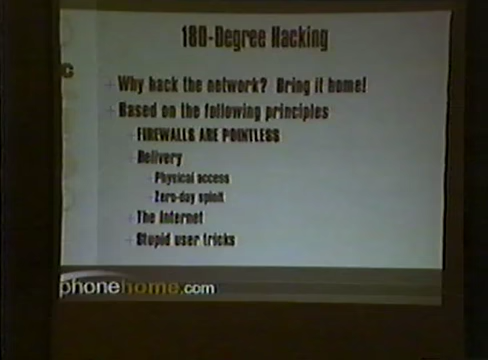 180-Degree Hacking
C
Why hack the network? Bring it home!
Based on the following principles
FIREWALLS ARE POINTLESS
Delivery
Physical access
Zero-day sploit
The Internet
Stupid user tricks
phonehome.com